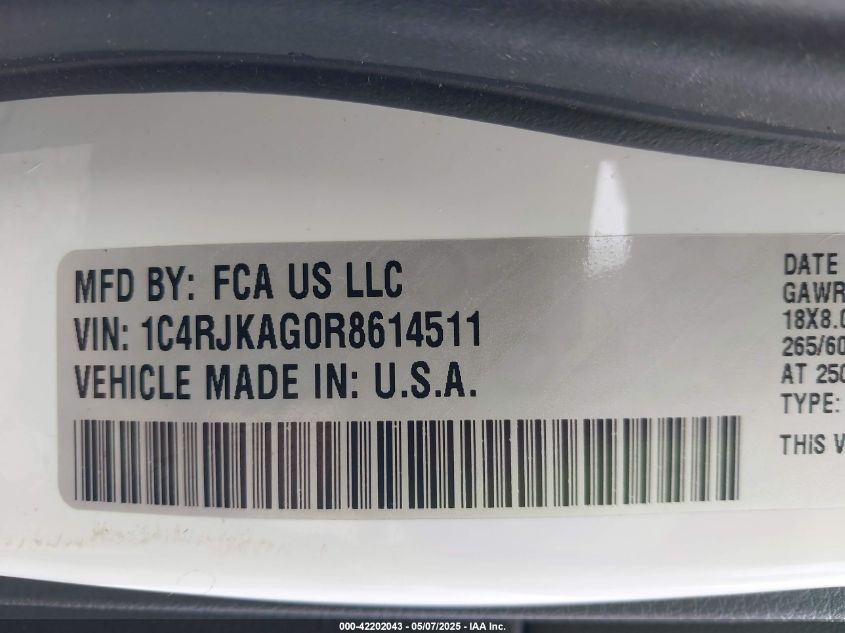 MFD BY: FCA US LLC
VIN: 1C4RJKAG0R8614511
VEHICLE MADE IN: U.S.A.
DATE
GAWR
18X8.0
265/60
AT 250
TYPE:
THIS V
000-42202043 - 05/07/2025 - IAA Inc.